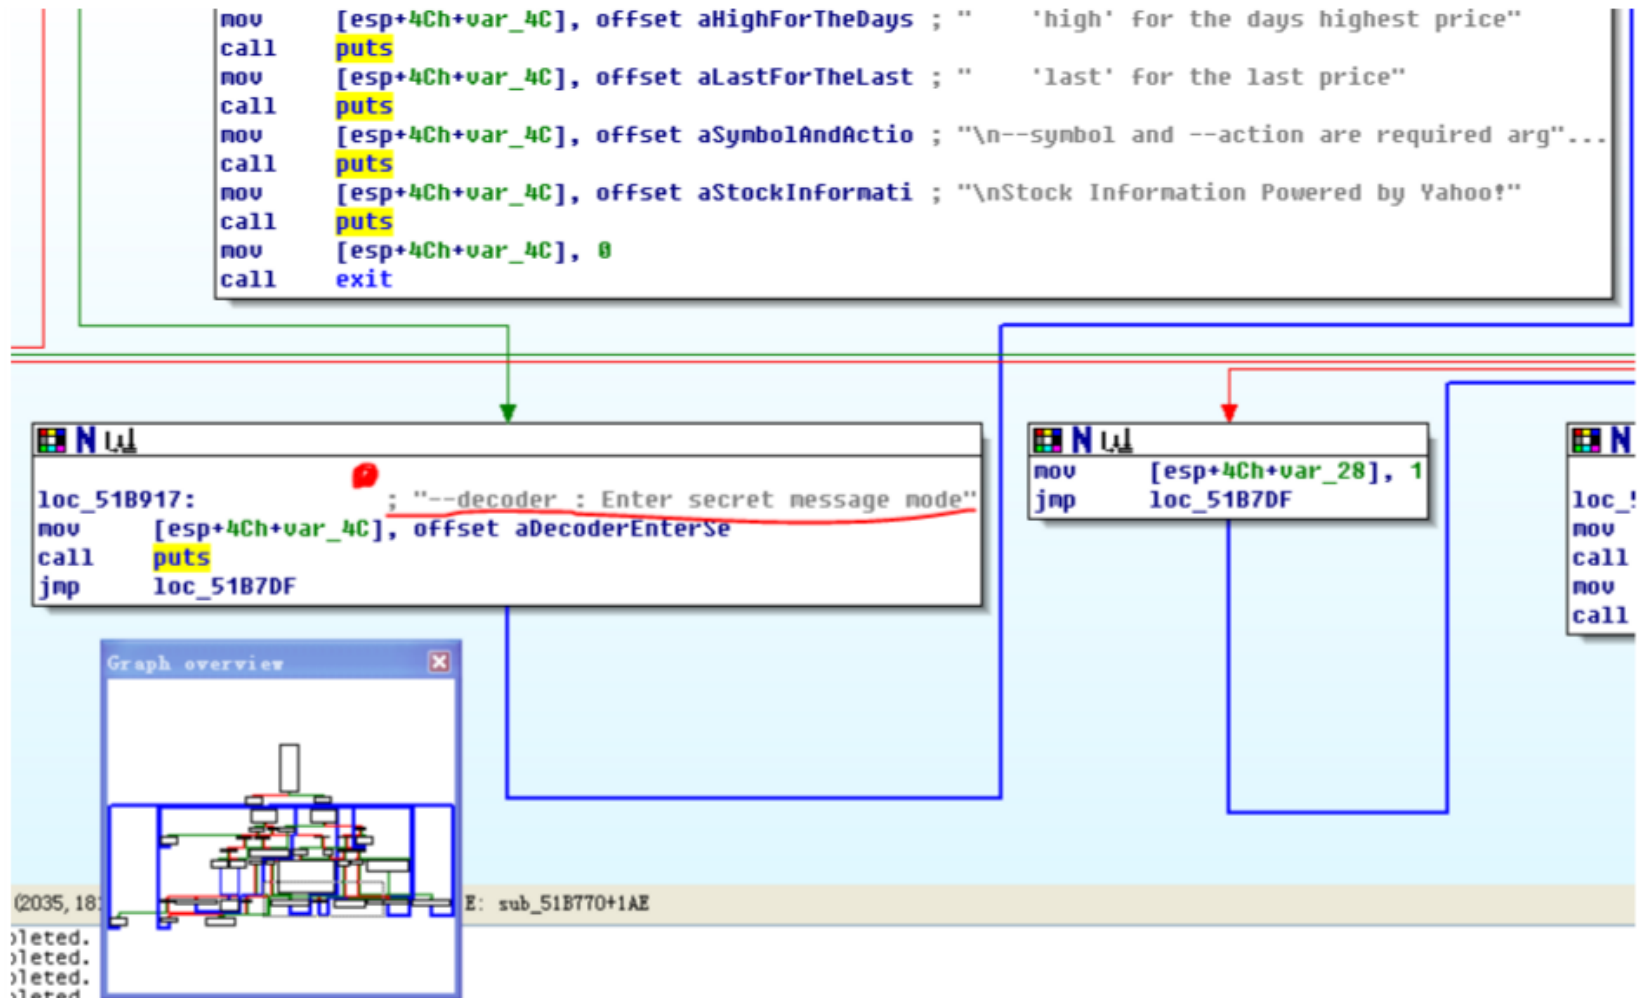 mov [esp+4Ch+var_4C], offset aHighForTheDays ; " 'high' for the days highest price"
call puts
mov [esp+4Ch+var_4C], offset aLastForTheLast ; " 'last' for the last price"
call puts
mov [esp+4Ch+var_4C], offset aSymbolAndActio ; "\n--symbol and --action are required arg"...
call puts
mov [esp+4Ch+var_4C], offset aStockInformati ; "\nStock Information Powered by Yahoo!"
call puts
mov [esp+4Ch+var_4C], 0
call exit
loc_51B917: ; "--decoder : Enter secret message mode"
mov [esp+4Ch+var_4C], offset aDecoderEnterSe
call puts
jmp loc_51B7DF
mov [esp+4Ch+var_28], 1
jmp loc_51B7DF
mov
call
mov
call
Graph overview
(2035,18
E: sub_51B770+1AE
pleted.
pleted.
pleted.